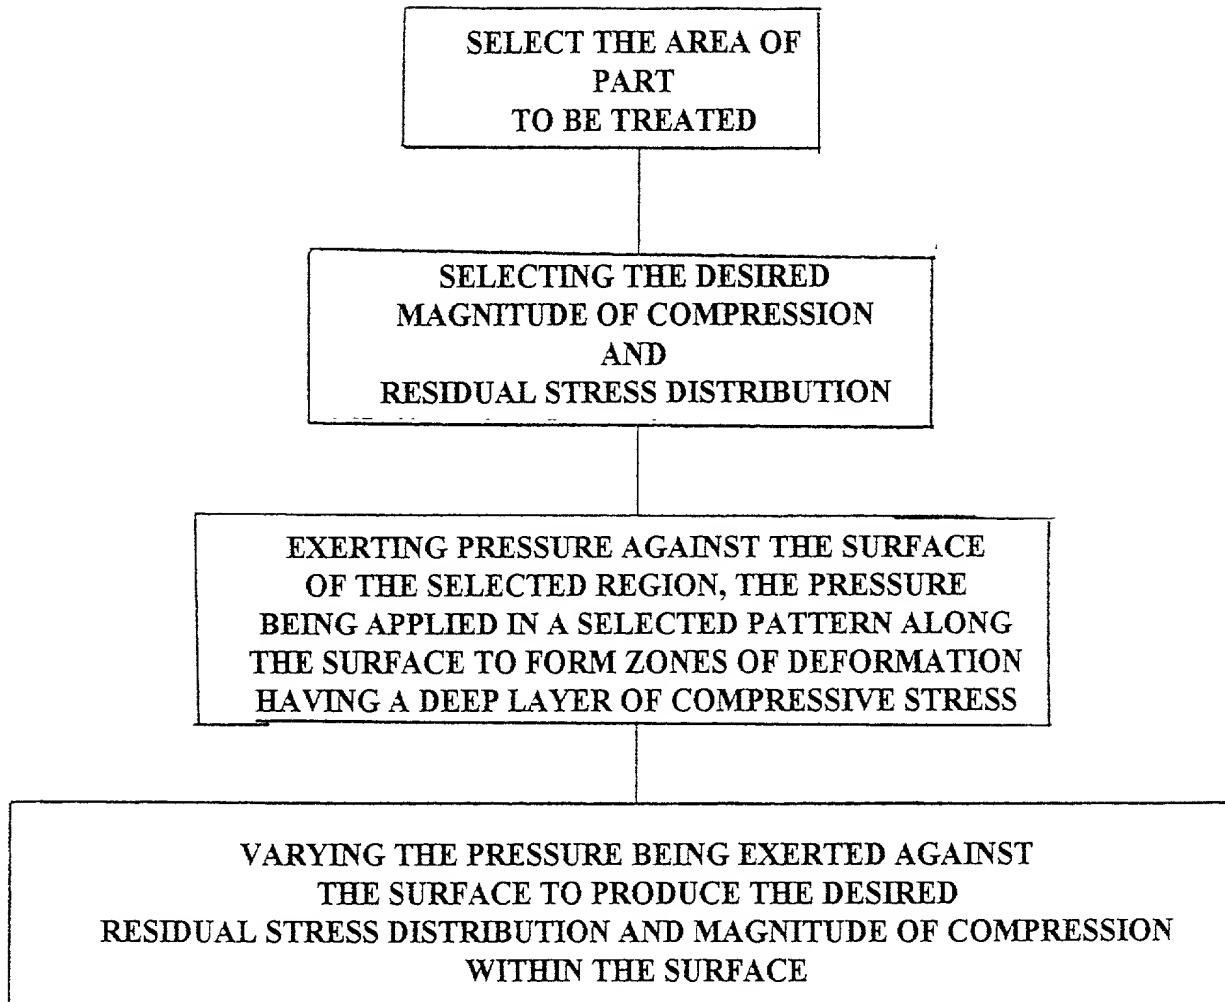 SELECT THE AREA OF
PART
TO BE TREATED
SELECTING THE DESIRED
MAGNITUDE OF COMPRESSION
AND
RESIDUAL STRESS DISTRIBUTION
EXERTING PRESSURE AGAINST THE SURFACE
OF THE SELECTED REGION, THE PRESSURE
BEING APPLIED IN A SELECTED PATTERN ALONG
THE SURFACE TO FORM ZONES OF DEFORMATION
HAVING A DEEP LAYER OF COMPRESSIVE STRESS
VARYING THE PRESSURE BEING EXERTED AGAINST
THE SURFACE TO PRODUCE THE DESIRED
RESIDUAL STRESS DISTRIBUTION AND MAGNITUDE OF COMPRESSION
WITHIN THE SURFACE